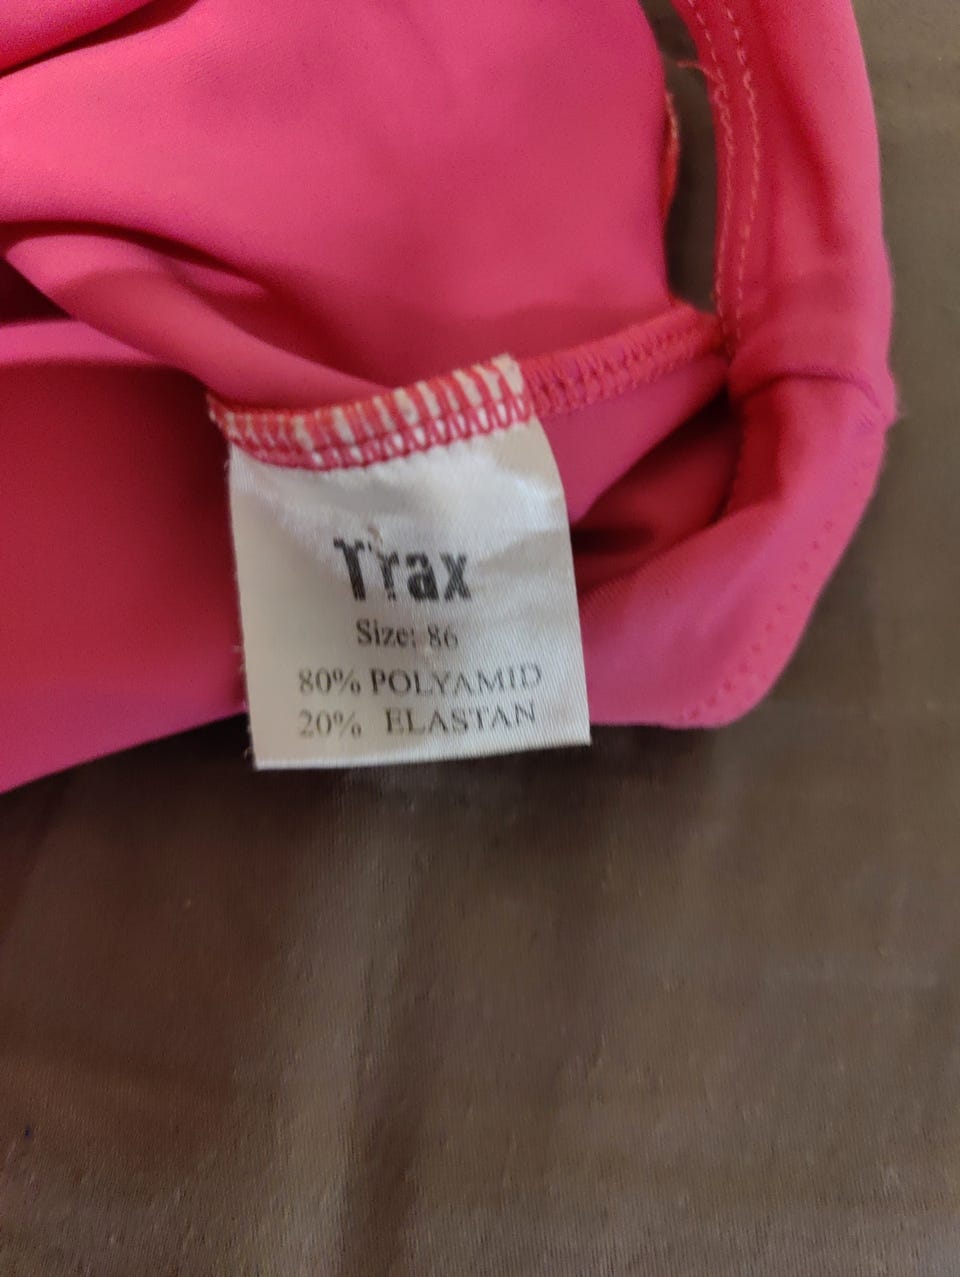 Trax
Size: 86
80% POLYAMID
20% ELASTAN